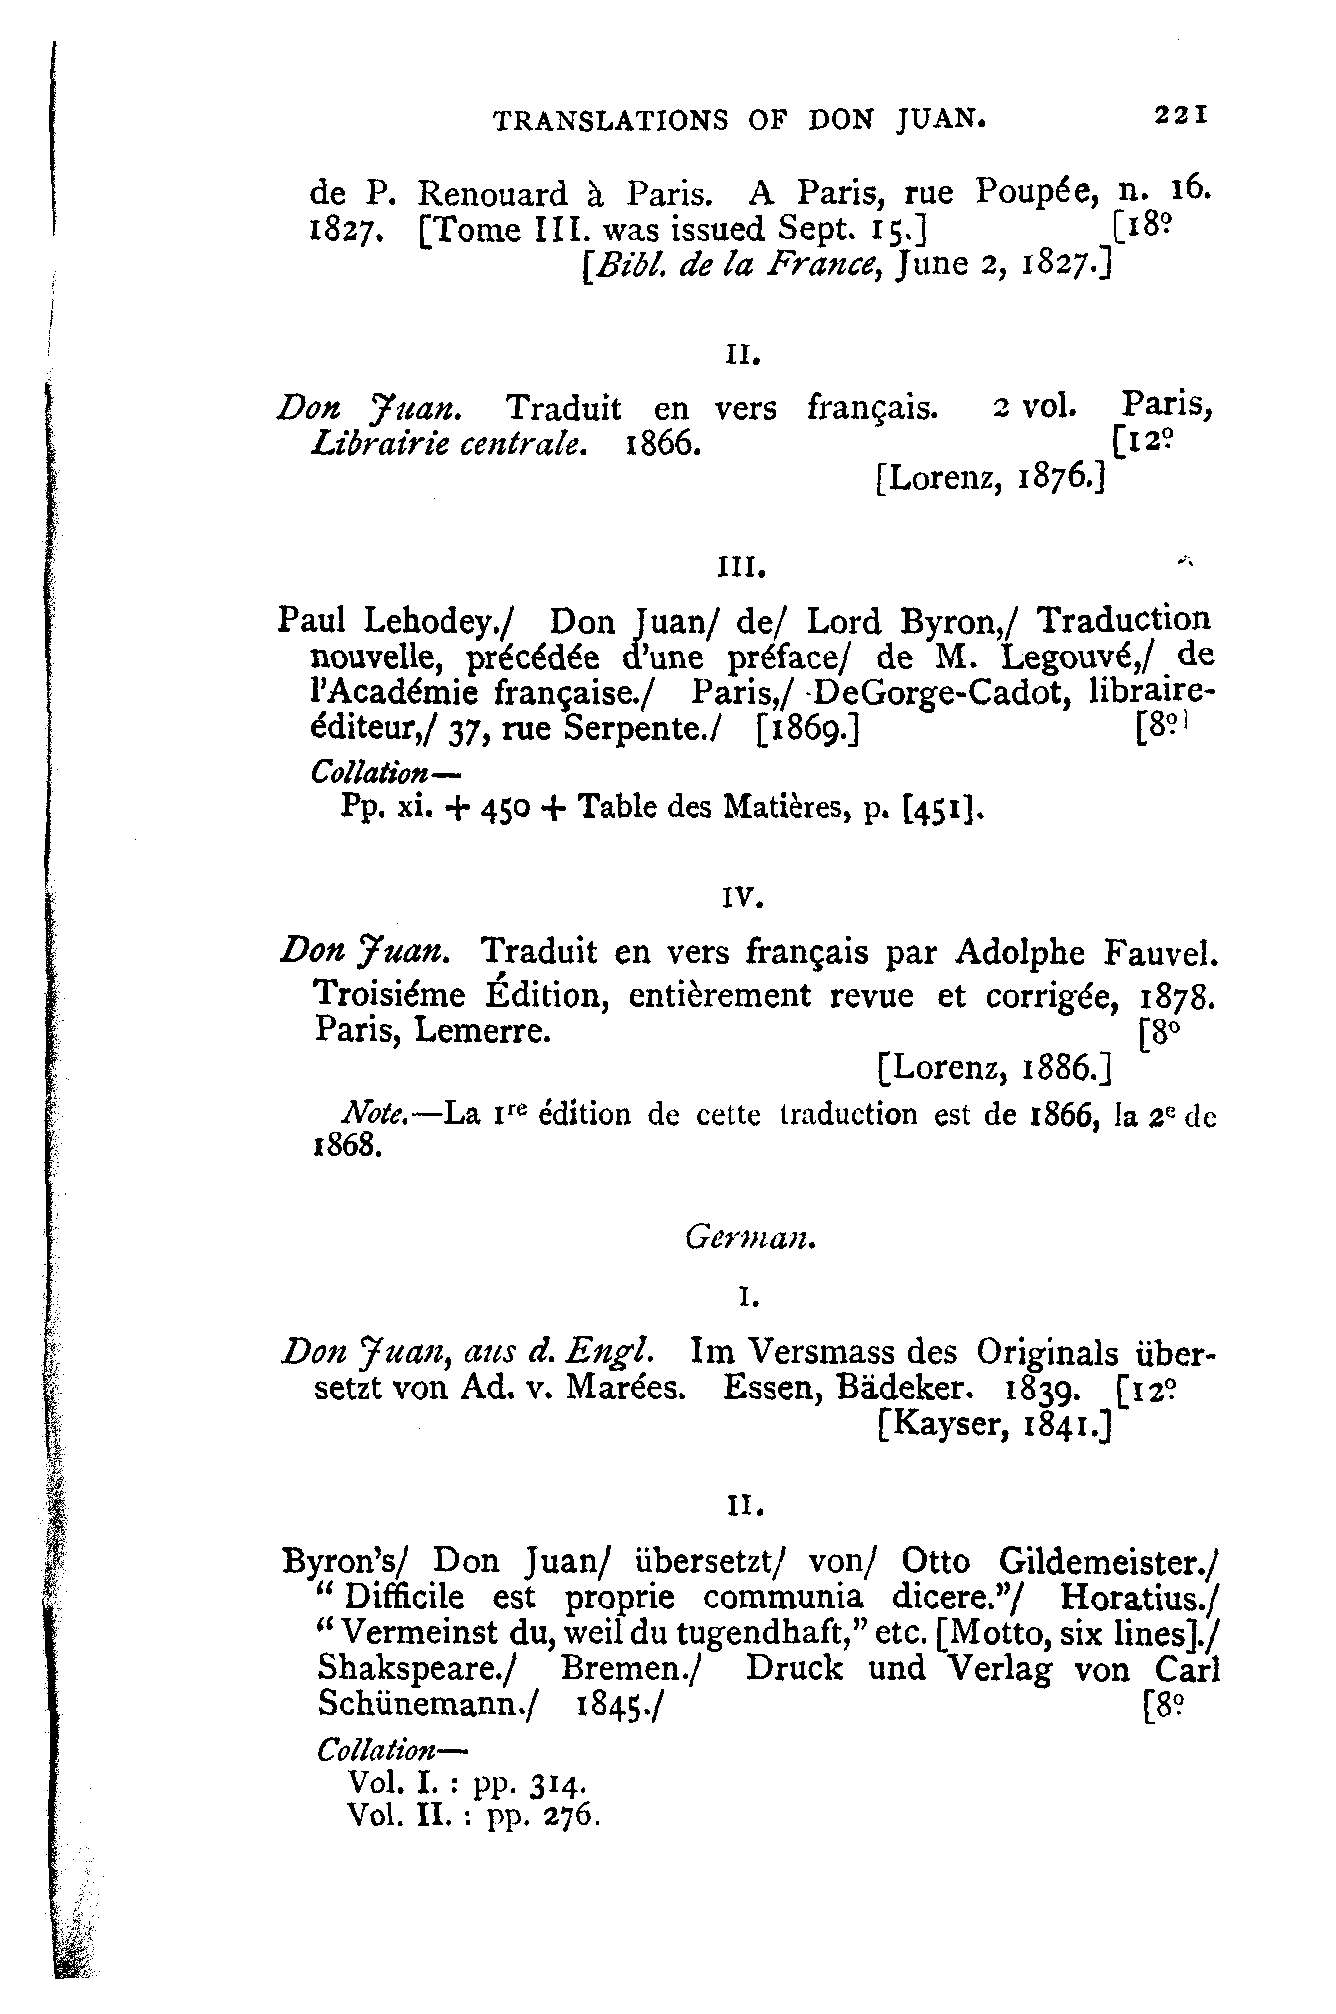 TRANSLATIONS OF DON JUAN. 221
de P. Renouard à Paris. A Paris, rue Poupée, n. 16.
1827. [Tome III. was issued Sept. 15.] [18º
[Bibl. de la France, June 2, 1827.]
II.
Don Juan. Traduit en vers français. 2 vol. Paris,
Librairie centrale. 1866. [12º
[Lorenz, 1876.]
III.
Paul Lehodey./ Don Juan/ de/ Lord Byron,/ Traduction
nouvelle, précédée d'une préface/ de M. Legouvé,/ de
l'Académie française./ Paris,/ DeGorge-Cadot, libraire-
éditeur,/ 37, rue Serpente./ [1869.] [8º
Collation—
Pp. xi. + 450 + Table des Matières, p. [451].
IV.
Don Juan. Traduit en vers français par Adolphe Fauvel.
Troisiéme Édition, entièrement revue et corrigée, 1878.
Paris, Lemerre. [8º
[Lorenz, 1886.]
Note.—La 1re édition de cette traduction est de 1866, la 2e de
1868.
German.
I.
Don Juan, aus d. Engl. Im Versmass des Originals über-
setzt von Ad. v. Marées. Essen, Bädeker. 1839. [12º
[Kayser, 1841.]
II.
Byron's/ Don Juan/ übersetzt/ von/ Otto Gildemeister./
"Difficile est proprie communia dicere."/ Horatius./
"Vermeinst du, weil du tugendhaft," etc. [Motto, six lines]./
Shakspeare./ Bremen./ Druck und Verlag von Carl
Schünemann./ 1845./ [8º
Collation—
Vol. I. : pp. 314.
Vol. II. : pp. 276.